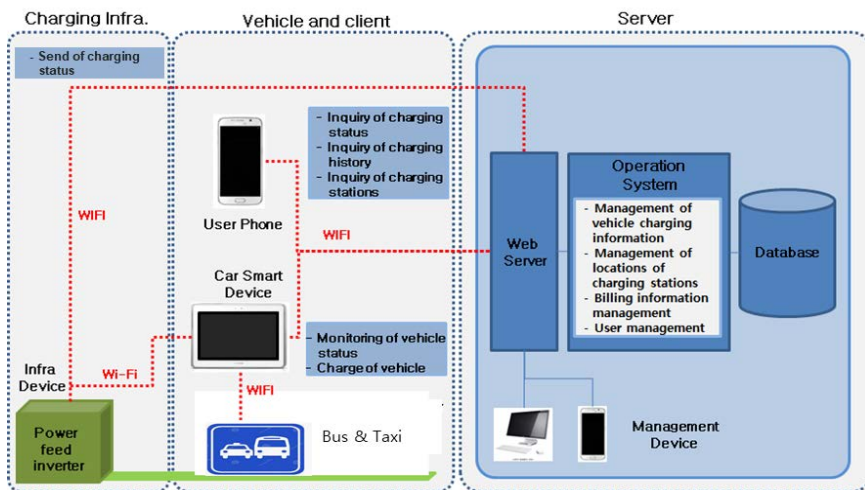 Charging Infra.
Vehicle and client
Server
- Send of charging
status
- Inquiry of charging
status
- Inquiry of charging
history
- Inquiry of charging
stations
User Phone
WIFI
WIFI
Car Smart
Device
- Monitoring of vehicle
status
- Charge of vehicle
Wi-Fi
WIFI
Infra
Device
Power
feed
inverter
Bus & Taxi
Web
Server
Operation
System
- Management of
vehicle charging
information
- Management of
locations of
charging stations
- Billing information
management
- User management
Database
Management
Device